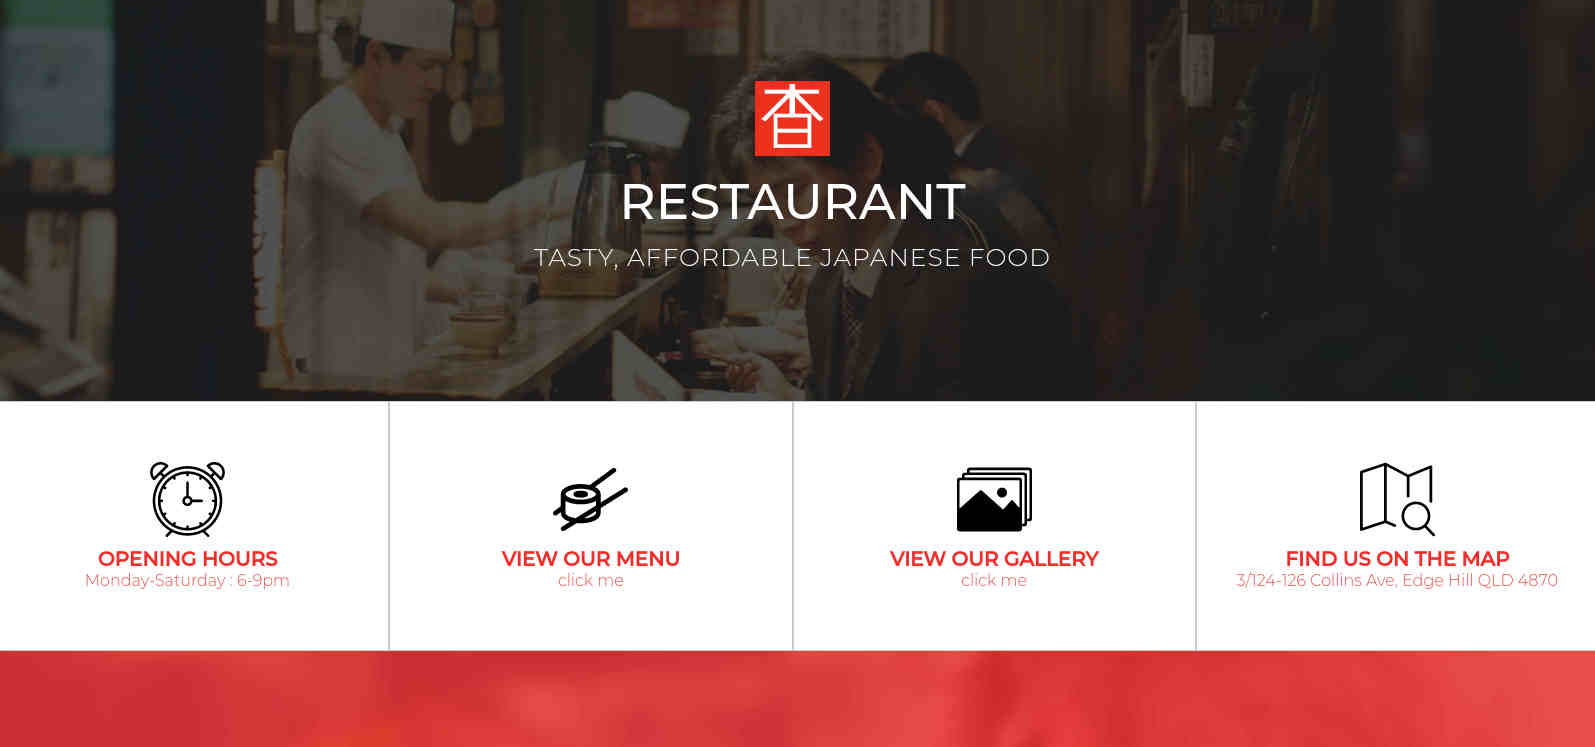 杏
RESTAURANT
TASTY, AFFORDABLE JAPANESE FOOD
OPENING HOURS
Monday-Saturday : 6-9pm
VIEW OUR MENU
click me
VIEW OUR GALLERY
click me
FIND US ON THE MAP
3/124-126 Collins Ave, Edge Hill QLD 4870